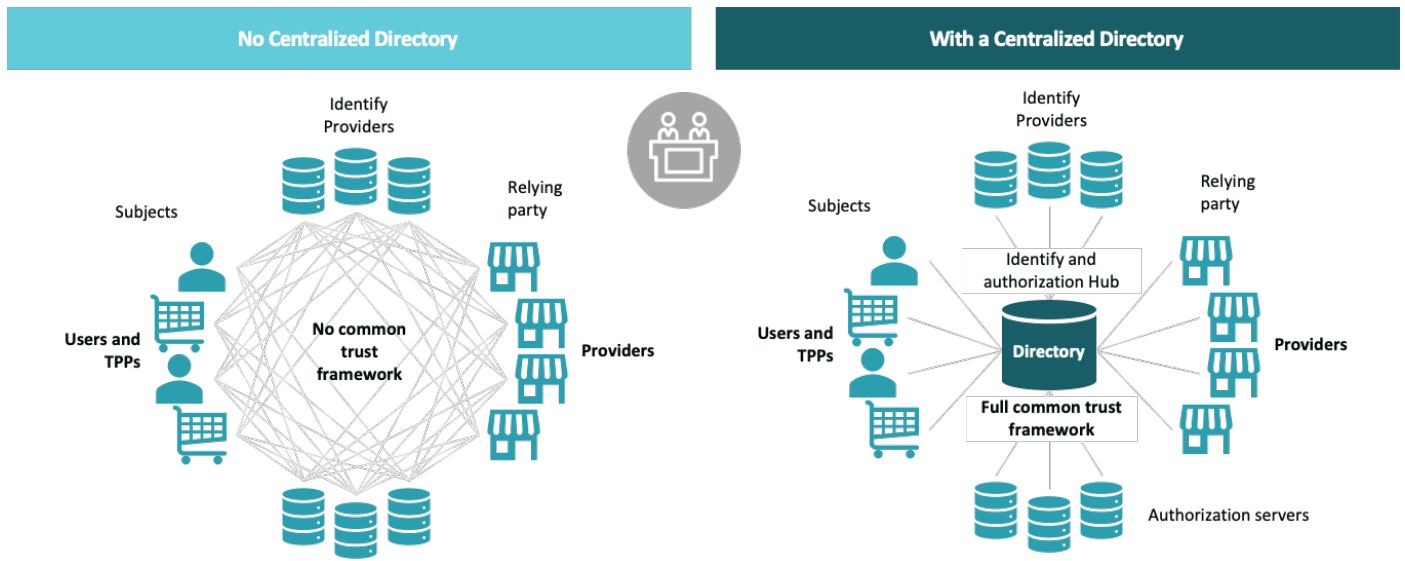 No Centralized Directory
Identify
Providers
Subjects
Relying
party
Users and
TPPs
No common
trust
framework
Providers
With a Centralized Directory
Identify
Providers
Subjects
Relying
party
Identify and
authorization Hub
Users and
TPPs
Directory
Providers
Full common trust
framework
Authorization servers